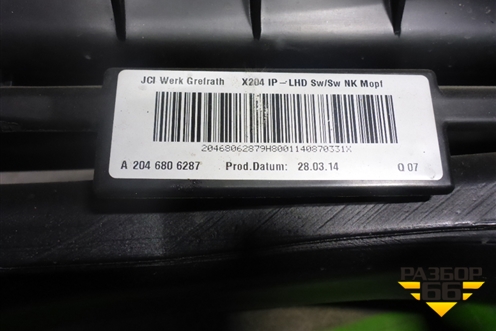 JCI Werk Grefrath X204 IP-LHD Sw/Sw NK Mopf
20468062879H8001140870331X
A 204 680 6287 Prod.Datum: 28.03.14 Q 07
РАЗБОР
66